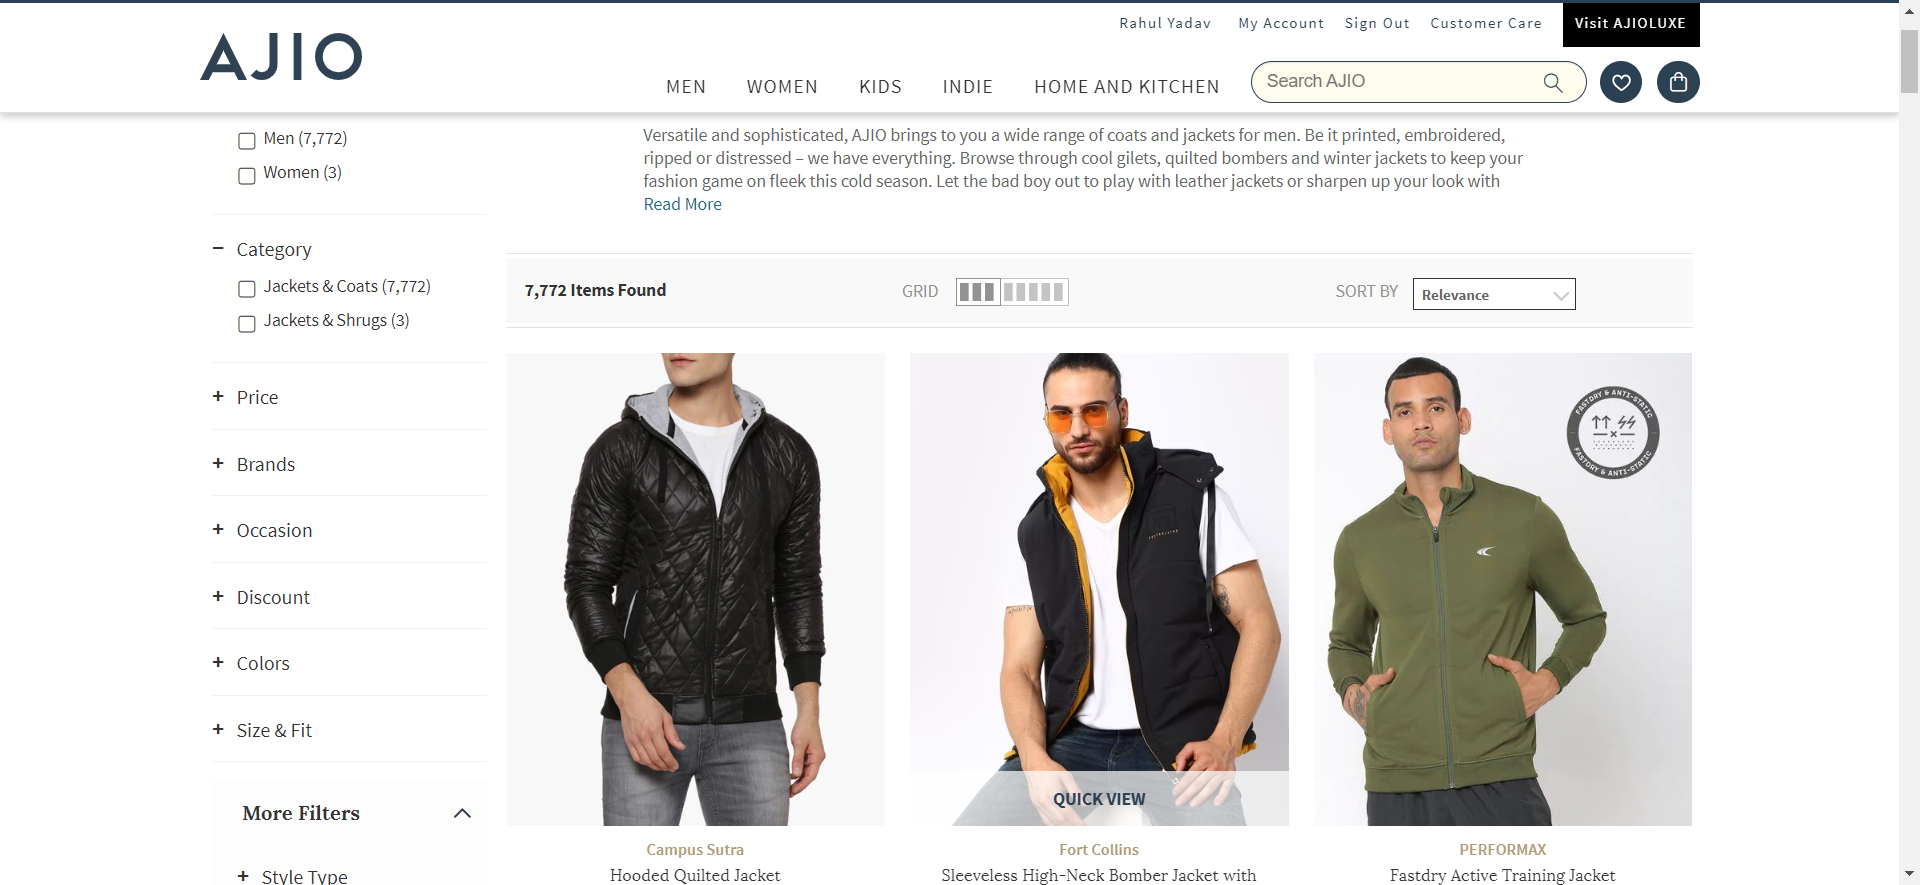 Rahul Yadav
My Account
Sign Out
Customer Care
Visit AJIOLUXE
AJIO
MEN
WOMEN
KIDS
INDIE
HOME AND KITCHEN
Search AJIO
Men (7,772)
Women (3)
Category
Jackets & Coats (7,772)
Jackets & Shrugs (3)
Price
Brands
Occasion
Discount
Colors
Size & Fit
More Filters
Style Type
Versatile and sophisticated, AJIO brings to you a wide range of coats and jackets for men. Be it printed, embroidered,
ripped or distressed – we have everything. Browse through cool gilets, quilted bombers and winter jackets to keep your
fashion game on fleek this cold season. Let the bad boy out to play with leather jackets or sharpen up your look with
Read More
7,772 Items Found
GRID
SORT BY
Relevance
FASTDRY & ANTI-STATIC
FASTDRY & ANTI-STATIC
QUICK VIEW
Campus Sutra
Hooded Quilted Jacket
Fort Collins
Sleeveless High-Neck Bomber Jacket with
PERFORMAX
Fastdry Active Training Jacket